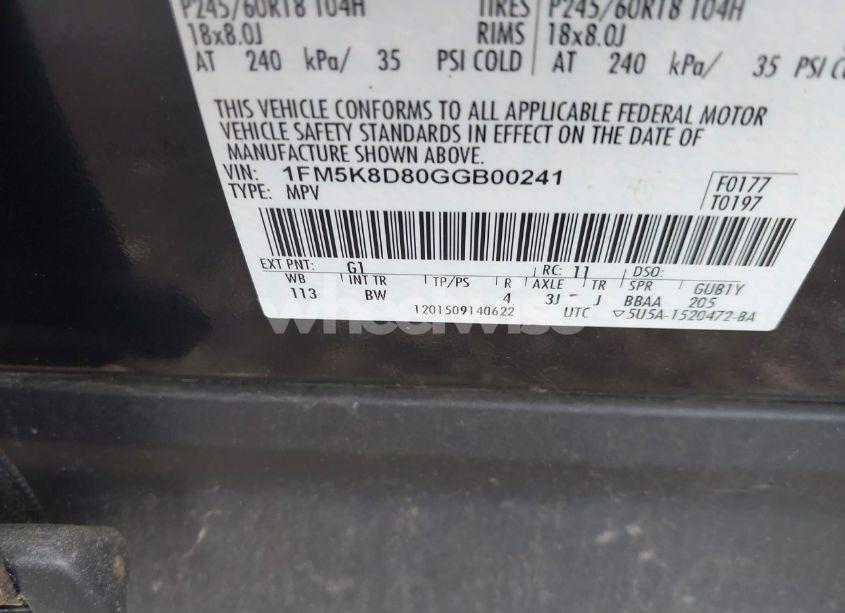 P245/60R18 104H TIRES P245/60R18 104H
18x8.0J RIMS 18x8.0J
AT 240 kPa/ 35 PSI COLD AT 240 kPa/ 35 PSI CO
THIS VEHICLE CONFORMS TO ALL APPLICABLE FEDERAL MOTOR
VEHICLE SAFETY STANDARDS IN EFFECT ON THE DATE OF
MANUFACTURE SHOWN ABOVE.
VIN: 1FM5K8D80GGB00241
TYPE: MPV
F0177
T0197
EXT PNT: G1 RC: 11 DSO:
WB INT TR TP/PS R AXLE TR SPR GUB1Y
113 BW 4 3J J BBAA 205
1201509140622 UTC ▽5U5A-1520472-BA
wheelwise